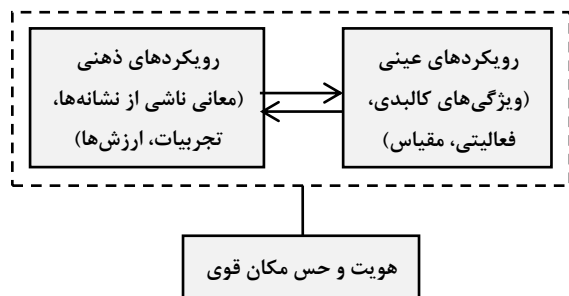 رویکردهای عینی
(ویژگی‌های کالبدی،
فعالیتی، مقیاس)
رویکردهای ذهنی
(معانی ناشی از نشانه‌ها،
تجربیات، ارزش‌ها)
هویت و حس مکان قوی